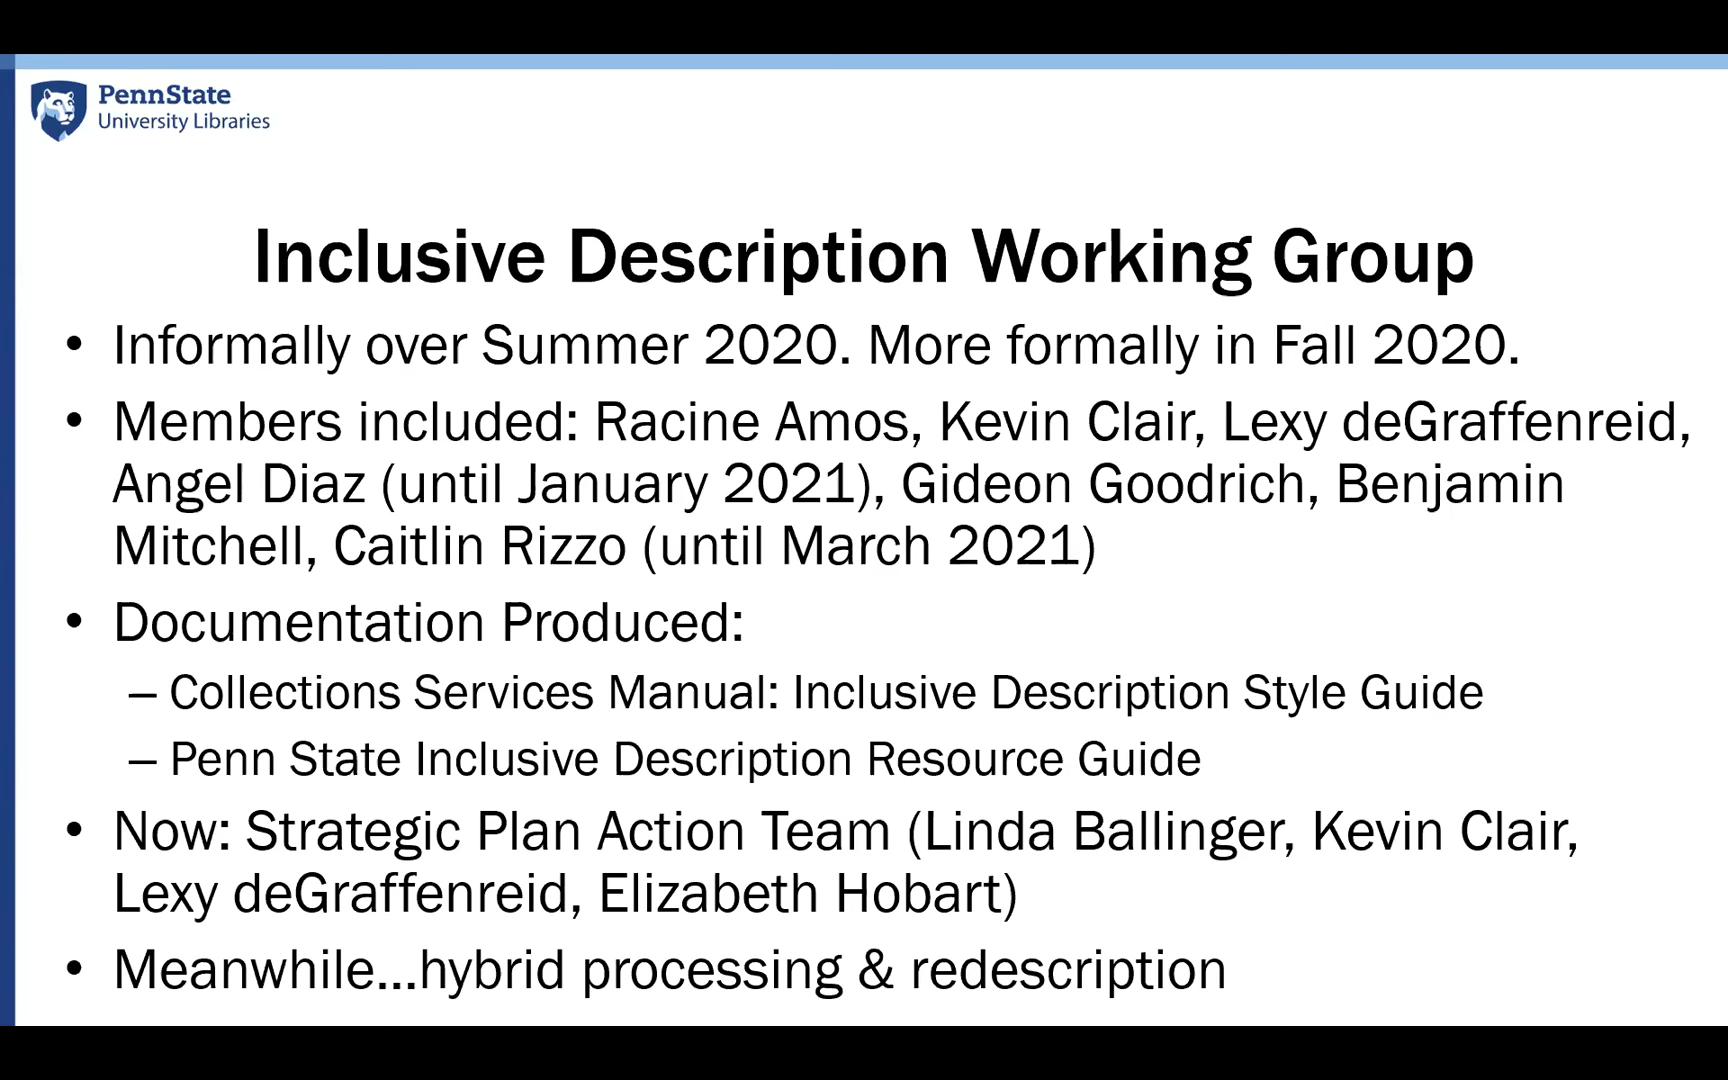 PennState
University Libraries
Inclusive Description Working Group
• Informally over Summer 2020. More formally in Fall 2020.
• Members included: Racine Amos, Kevin Clair, Lexy deGraffenreid,
Angel Diaz (until January 2021), Gideon Goodrich, Benjamin
Mitchell, Caitlin Rizzo (until March 2021)
• Documentation Produced:
– Collections Services Manual: Inclusive Description Style Guide
– Penn State Inclusive Description Resource Guide
• Now: Strategic Plan Action Team (Linda Ballinger, Kevin Clair,
Lexy deGraffenreid, Elizabeth Hobart)
• Meanwhile...hybrid processing & redescription